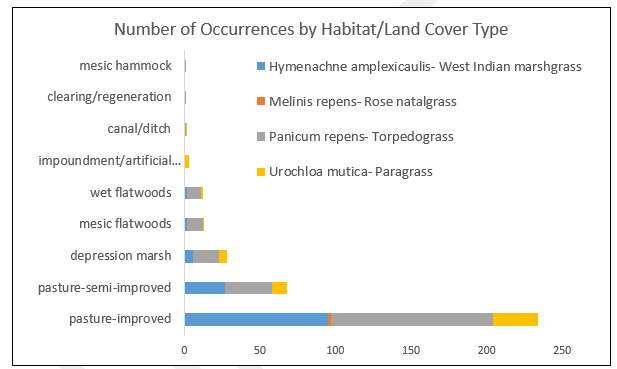 Number of Occurrences by Habitat/Land Cover Type
mesic hammock
clearing/regeneration
canal/ditch
impoundment/artificial...
wet flatwoods
mesic flatwoods
depression marsh
pasture-semi-improved
pasture-improved
Hymenachne amplexicaulis- West Indian marshgrass
Melinis repens- Rose natalgrass
Panicum repens- Torpedograss
Urochloa mutica- Paragrass
0 50 100 150 200 250